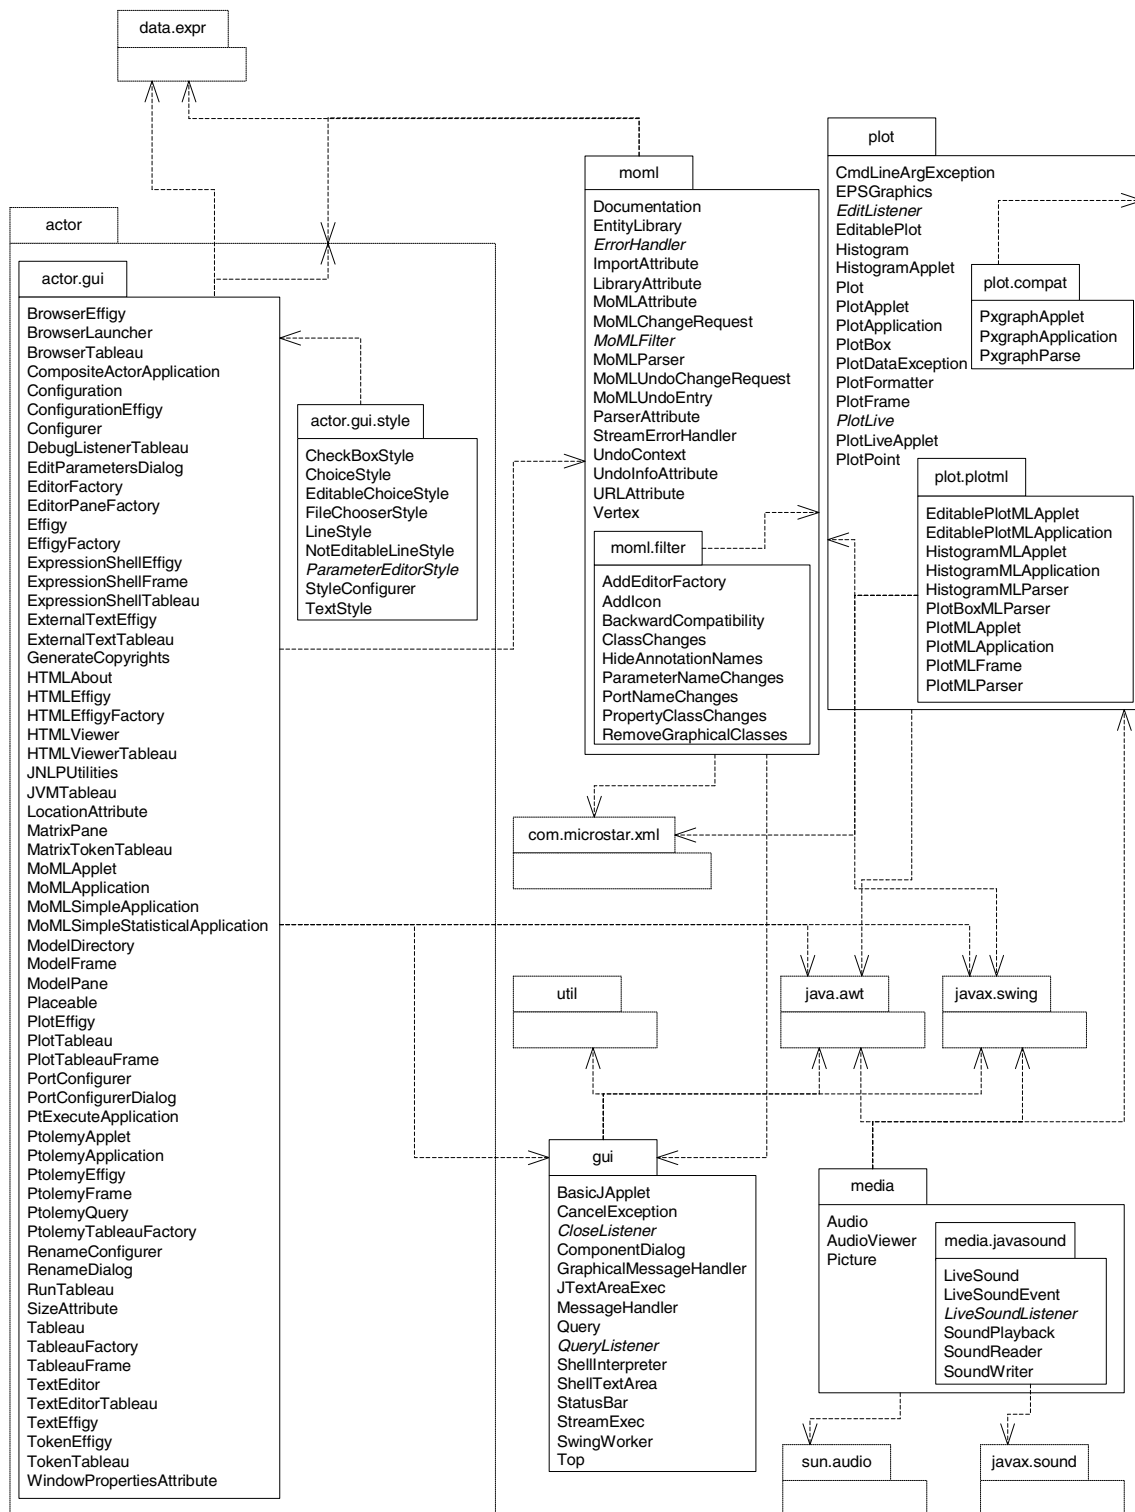 data.expr
actor
actor.gui
BrowserEffigy
BrowserLauncher
BrowserTableau
CompositeActorApplication
Configuration
ConfigurationEffigy
Configurer
DebugListenerTableau
EditParametersDialog
EditorFactory
EditorPaneFactory
Effigy
EffigyFactory
ExpressionShellEffigy
ExpressionShellFrame
ExpressionShellTableau
ExternalTextEffigy
ExternalTextTableau
GenerateCopyrights
HTMLAbout
HTMLEffigy
HTMLEffigyFactory
HTMLViewer
HTMLViewerTableau
JNLPUtilities
JVMTableau
LocationAttribute
MatrixPane
MatrixTokenTableau
MoMLApplet
MoMLApplication
MoMLSimpleApplication
MoMLSimpleStatisticalApplication
ModelDirectory
ModelFrame
ModelPane
Placeable
PlotEffigy
PlotTableau
PlotTableauFrame
PortConfigurer
PortConfigurerDialog
PtExecuteApplication
PtolemyApplet
PtolemyApplication
PtolemyEffigy
PtolemyFrame
PtolemyQuery
PtolemyTableauFactory
RenameConfigurer
RenameDialog
RunTableau
SizeAttribute
Tableau
TableauFactory
TableauFrame
TextEditor
TextEditorTableau
TextEffigy
TokenEffigy
TokenTableau
WindowPropertiesAttribute
actor.gui.style
CheckBoxStyle
ChoiceStyle
EditableChoiceStyle
FileChooserStyle
LineStyle
NotEditableLineStyle
ParameterEditorStyle
StyleConfigurer
TextStyle
moml
Documentation
EntityLibrary
ErrorHandler
ImportAttribute
LibraryAttribute
MoMLAttribute
MoMLChangeRequest
MoMLFilter
MoMLParser
MoMLUndoChangeRequest
MoMLUndoEntry
ParserAttribute
StreamErrorHandler
UndoContext
UndoInfoAttribute
URLAttribute
Vertex
moml.filter
AddEditorFactory
AddIcon
BackwardCompatibility
ClassChanges
HideAnnotationNames
ParameterNameChanges
PortNameChanges
PropertyClassChanges
RemoveGraphicalClasses
plot
CmdLineArgException
EPSGraphics
EditListener
EditablePlot
Histogram
HistogramApplet
Plot
PlotApplet
PlotApplication
PlotBox
PlotDataException
PlotFormatter
PlotFrame
PlotLive
PlotLiveApplet
PlotPoint
plot.compat
PxgraphApplet
PxgraphApplication
PxgraphParse
plot.plotml
EditablePlotMLApplet
EditablePlotMLApplication
HistogramMLApplet
HistogramMLApplication
HistogramMLParser
PlotBoxMLParser
PlotMLApplet
PlotMLApplication
PlotMLFrame
PlotMLParser
com.microstar.xml
util
java.awt
javax.swing
gui
BasicJApplet
CancelException
CloseListener
ComponentDialog
GraphicalMessageHandler
JTextAreaExec
MessageHandler
Query
QueryListener
ShellInterpreter
ShellTextArea
StatusBar
StreamExec
SwingWorker
Top
media
Audio
AudioViewer
Picture
media.javasound
LiveSound
LiveSoundEvent
LiveSoundListener
SoundPlayback
SoundReader
SoundWriter
sun.audio
javax.sound